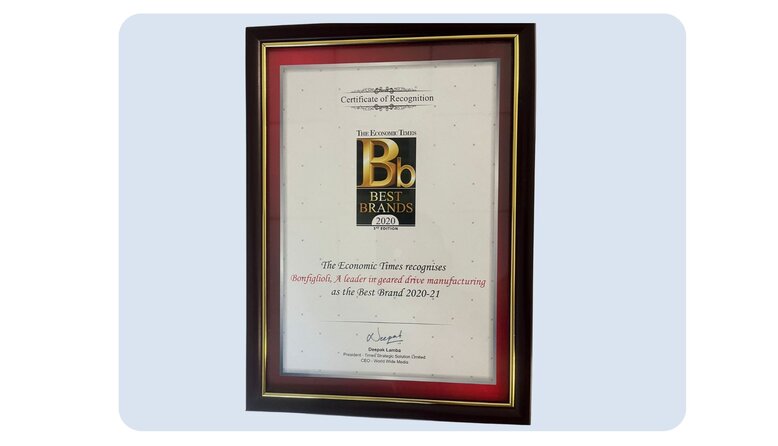 Certificate of Recognition
THE ECONOMIC TIMES
Bb
BEST
BRANDS
2020
3RD EDITION
The Economic Times recognises
Bonfiglioli, A leader in geared drive manufacturing
as the Best Brand 2020-21
Deepak
Deepak Lamba
President - Times Strategic Solution Limited
CEO - World Wide Media